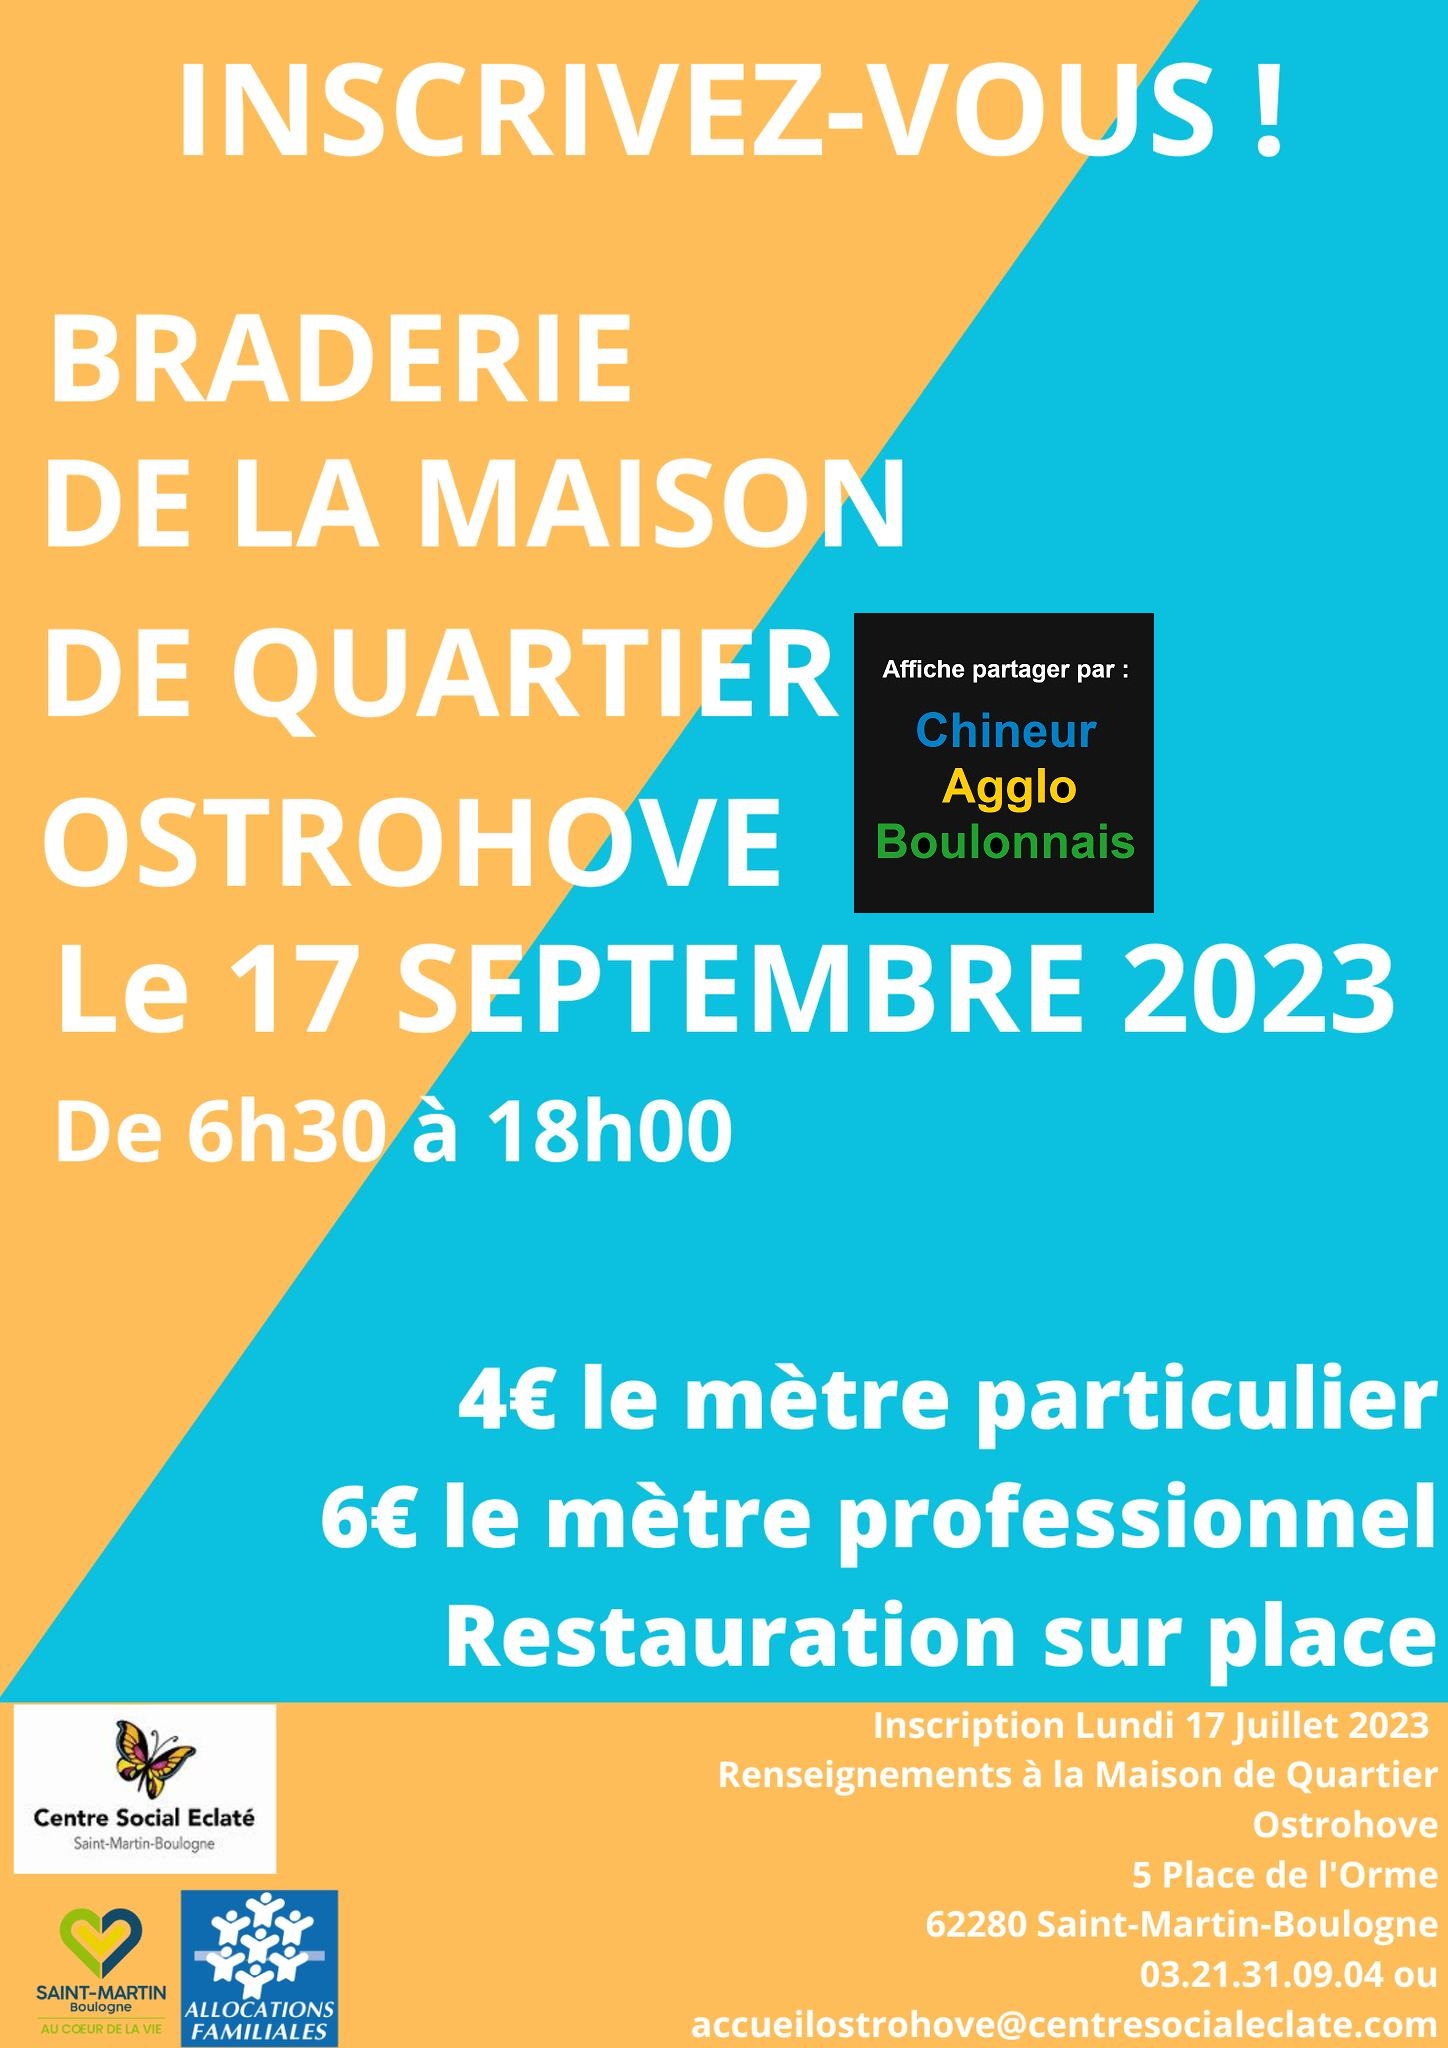 INSCRIVEZ-VOUS !
BRADERIE
DE LA MAISON
DE QUARTIER
OSTROHOVE
Affiche partager par :
Chineur
Agglo
Boulonnais
Le 17 SEPTEMBRE 2023
De 6h30 à 18h00
4€ le mètre particulier
6€ le mètre professionnel
Restauration sur place
Inscription Lundi 17 Juillet 2023
Renseignements à la Maison de Quartier
Ostrohove
5 Place de l'Orme
62280 Saint-Martin-Boulogne
03.21.31.09.04 ou
accueilostrohove@centresocialeclate.com
Centre Social Eclaté
Saint-Martin-Boulogne
SAINT-MARTIN
Boulogne
AU CŒUR DE LA VIE
ALLOCATIONS
FAMILIALES